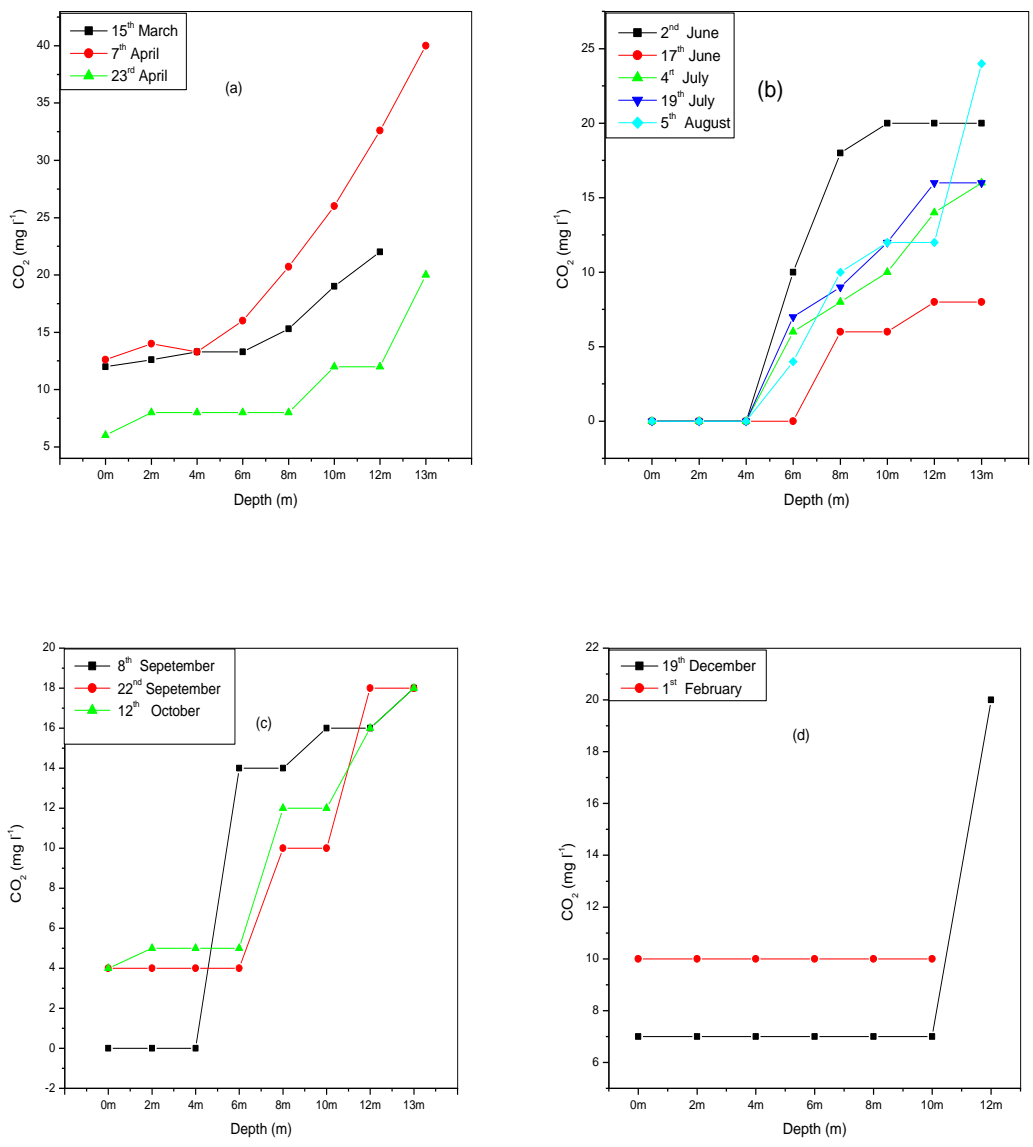 15th March
7th April
23rd April
(a)
40
35
30
25
20
15
10
5
CO2 (mg l-1)
0m 2m 4m 6m 8m 10m 12m 13m
Depth (m)
2nd June
17th June
4rt July
19th July
5th August
(b)
25
20
15
10
5
0
CO2 (mg l-1)
0m 2m 4m 6m 8m 10m 12m 13m
Depth (m)
8th Sepetember
22nd Sepetember
12th October
(c)
20
18
16
14
12
10
8
6
4
2
0
-2
CO2 (mg l-1)
0m 2m 4m 6m 8m 10m 12m 13m
Depth (m)
19th December
1st February
(d)
22
20
18
16
14
12
10
8
6
CO2 (mg l-1)
0m 2m 4m 6m 8m 10m 12m
Depth (m)